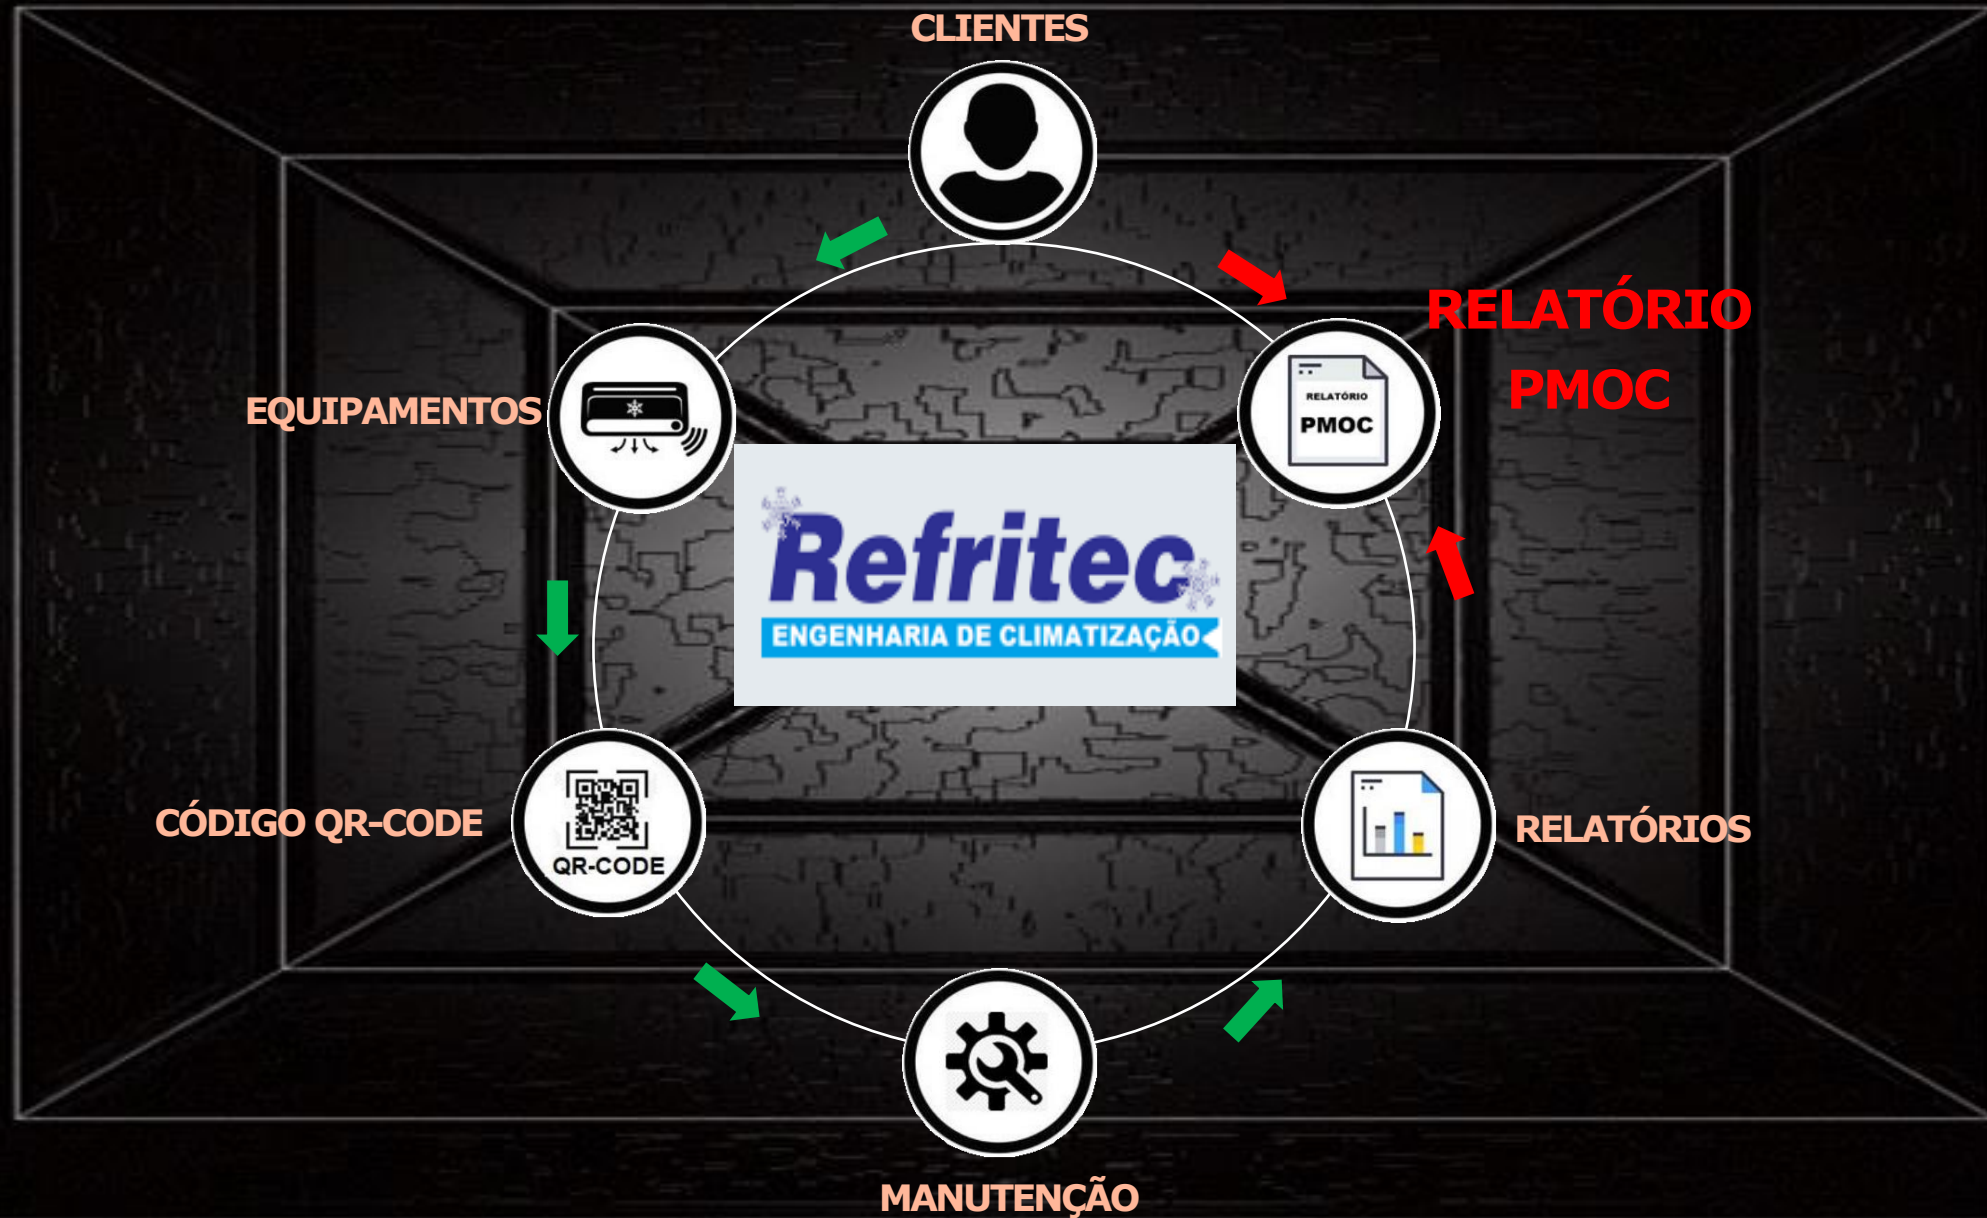 CLIENTES
RELATÓRIO
PMOC
EQUIPAMENTOS
RELATÓRIO
PMOC
Refritec
ENGENHARIA DE CLIMATIZAÇÃO
CÓDIGO QR-CODE
QR-CODE
RELATÓRIOS
MANUTENÇÃO